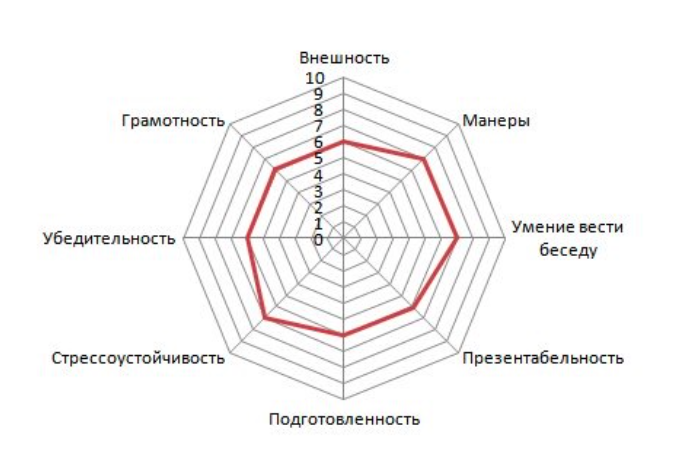 Внешность
10
9
8
7
6
5
4
3
2
1
0
Грамотность
Манеры
Убедительность
Умение вести
беседу
Стрессоустойчивость
Презентабельность
Подготовленность